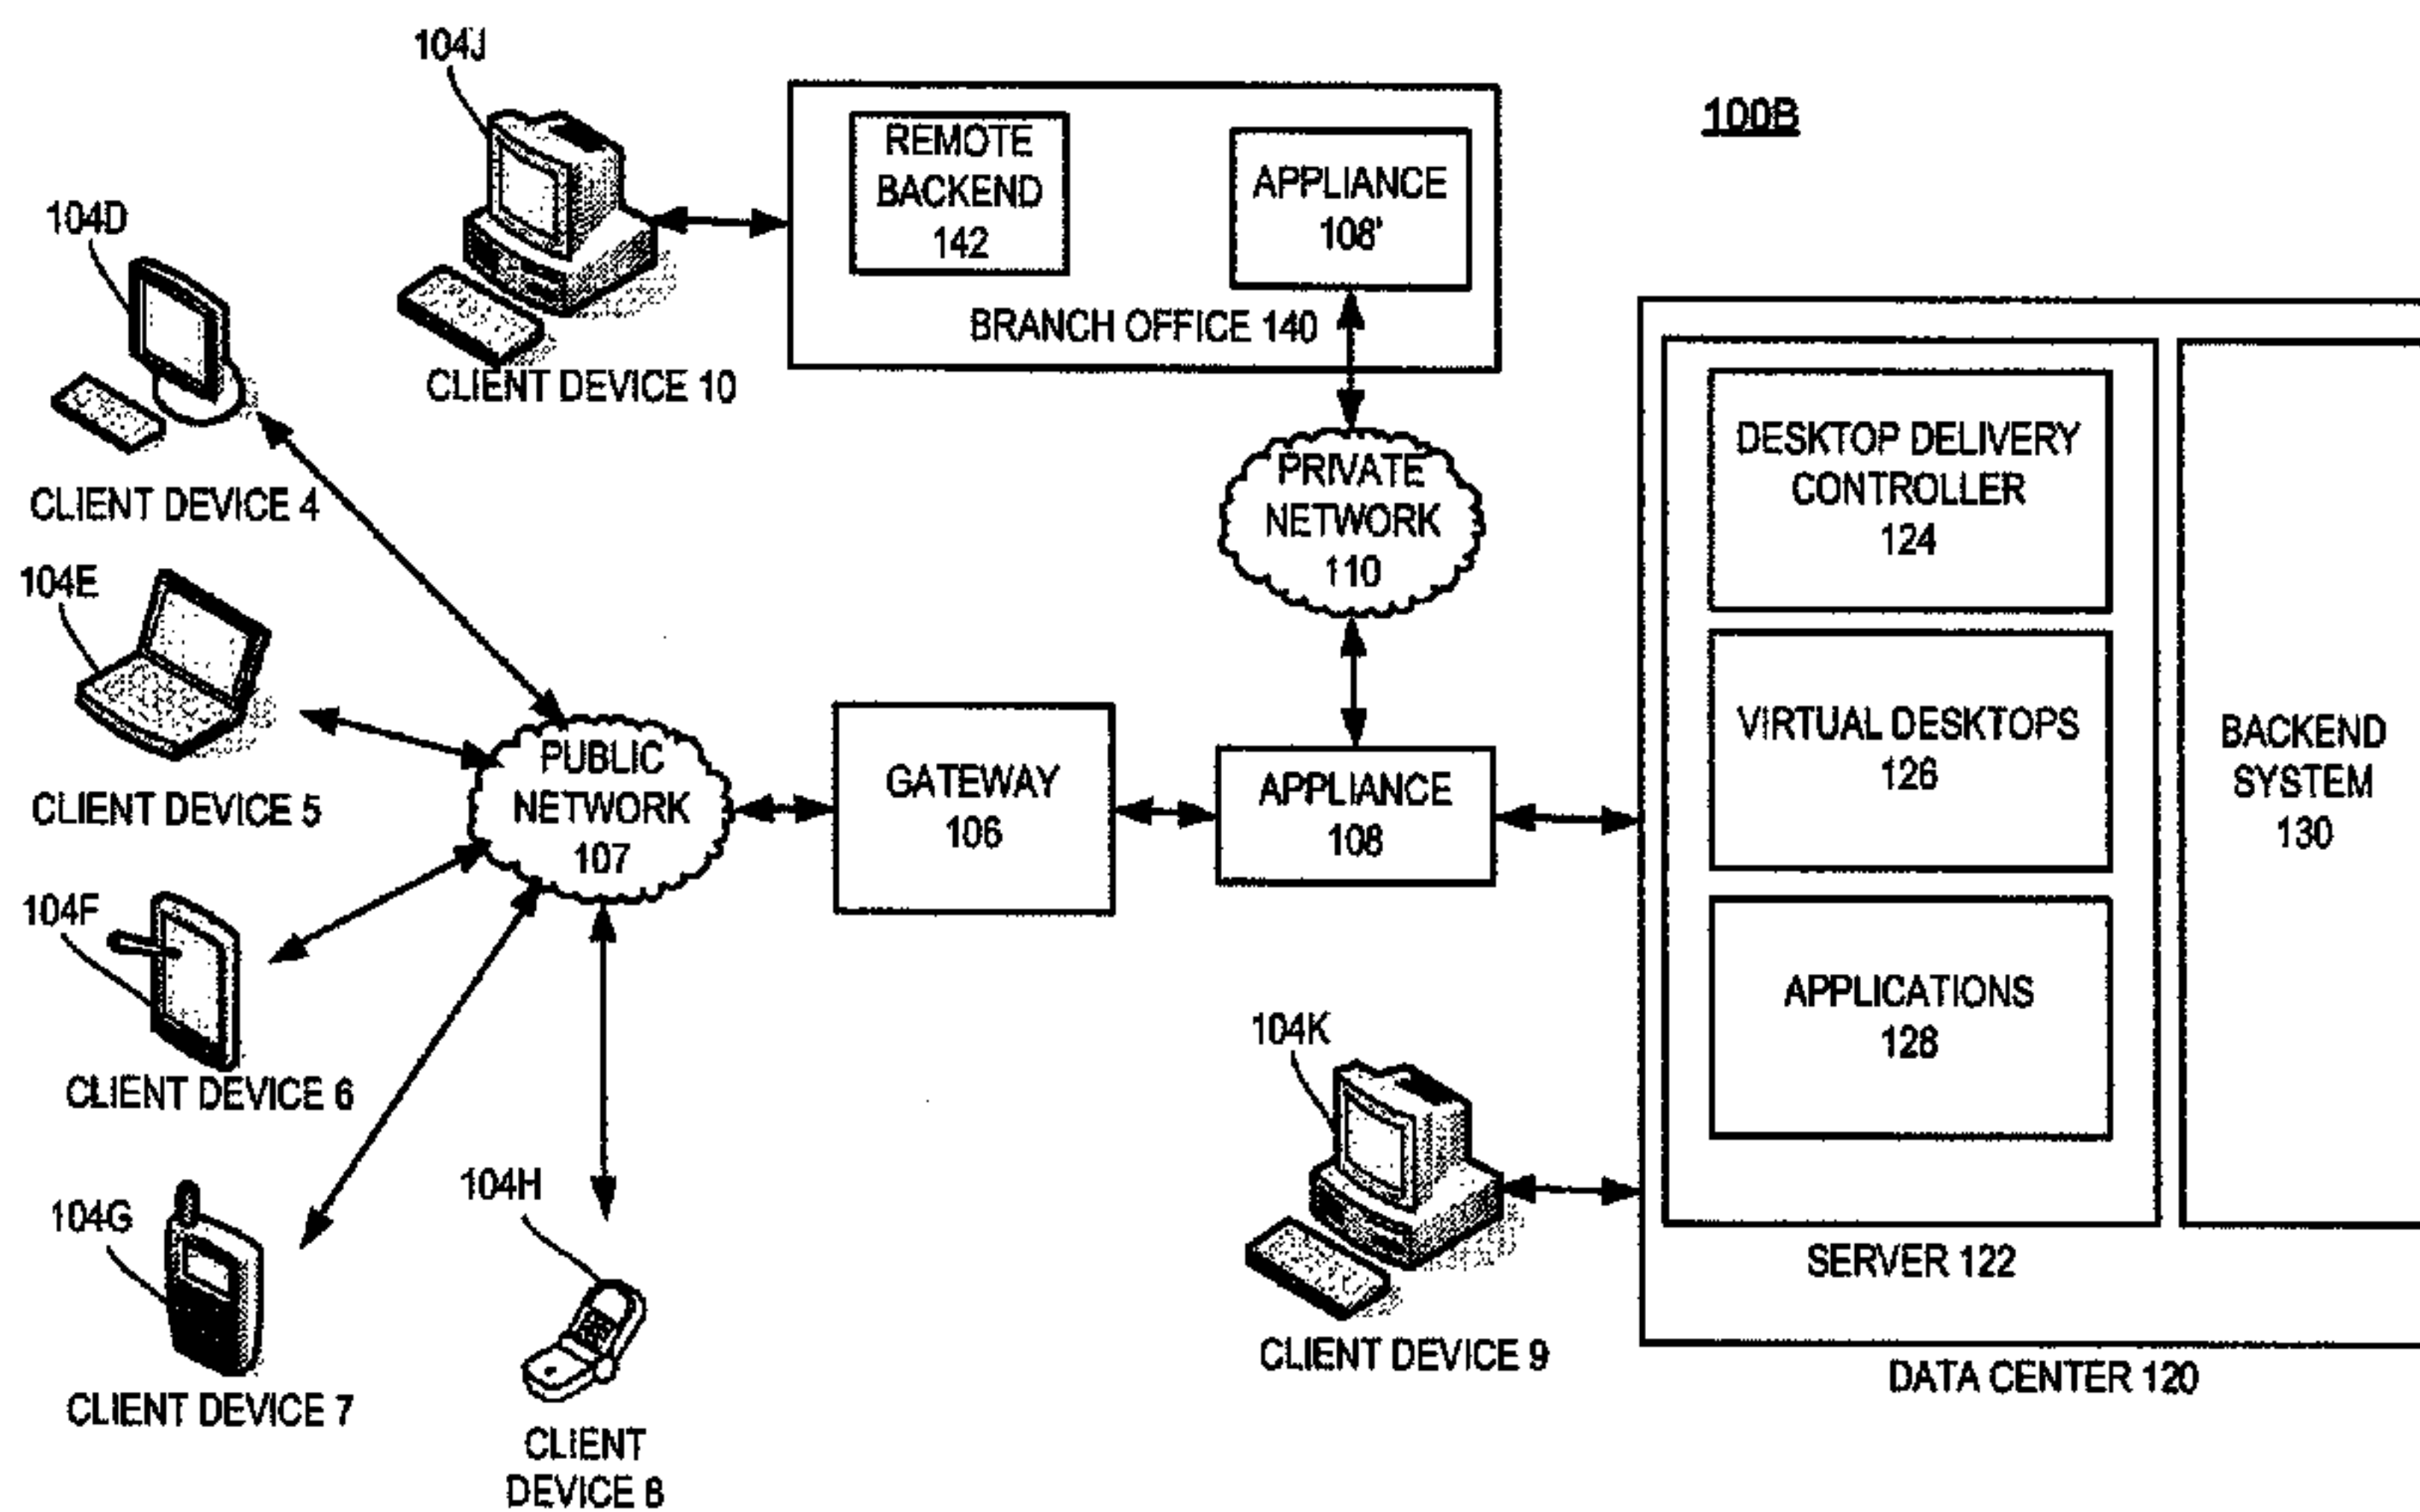 104J
100B
REMOTE
BACKEND
142
APPLIANCE
108'
BRANCH OFFICE 140
104D
CLIENT DEVICE 10
CLIENT DEVICE 4
PRIVATE
NETWORK
110
DESKTOP DELIVERY
CONTROLLER
124
104E
CLIENT DEVICE 5
PUBLIC
NETWORK
107
GATEWAY
106
APPLIANCE
108
VIRTUAL DESKTOPS
126
BACKEND
SYSTEM
130
104F
CLIENT DEVICE 6
APPLICATIONS
128
104K
104G
CLIENT DEVICE 7
104H
CLIENT
DEVICE 8
CLIENT DEVICE 9
SERVER 122
DATA CENTER 120